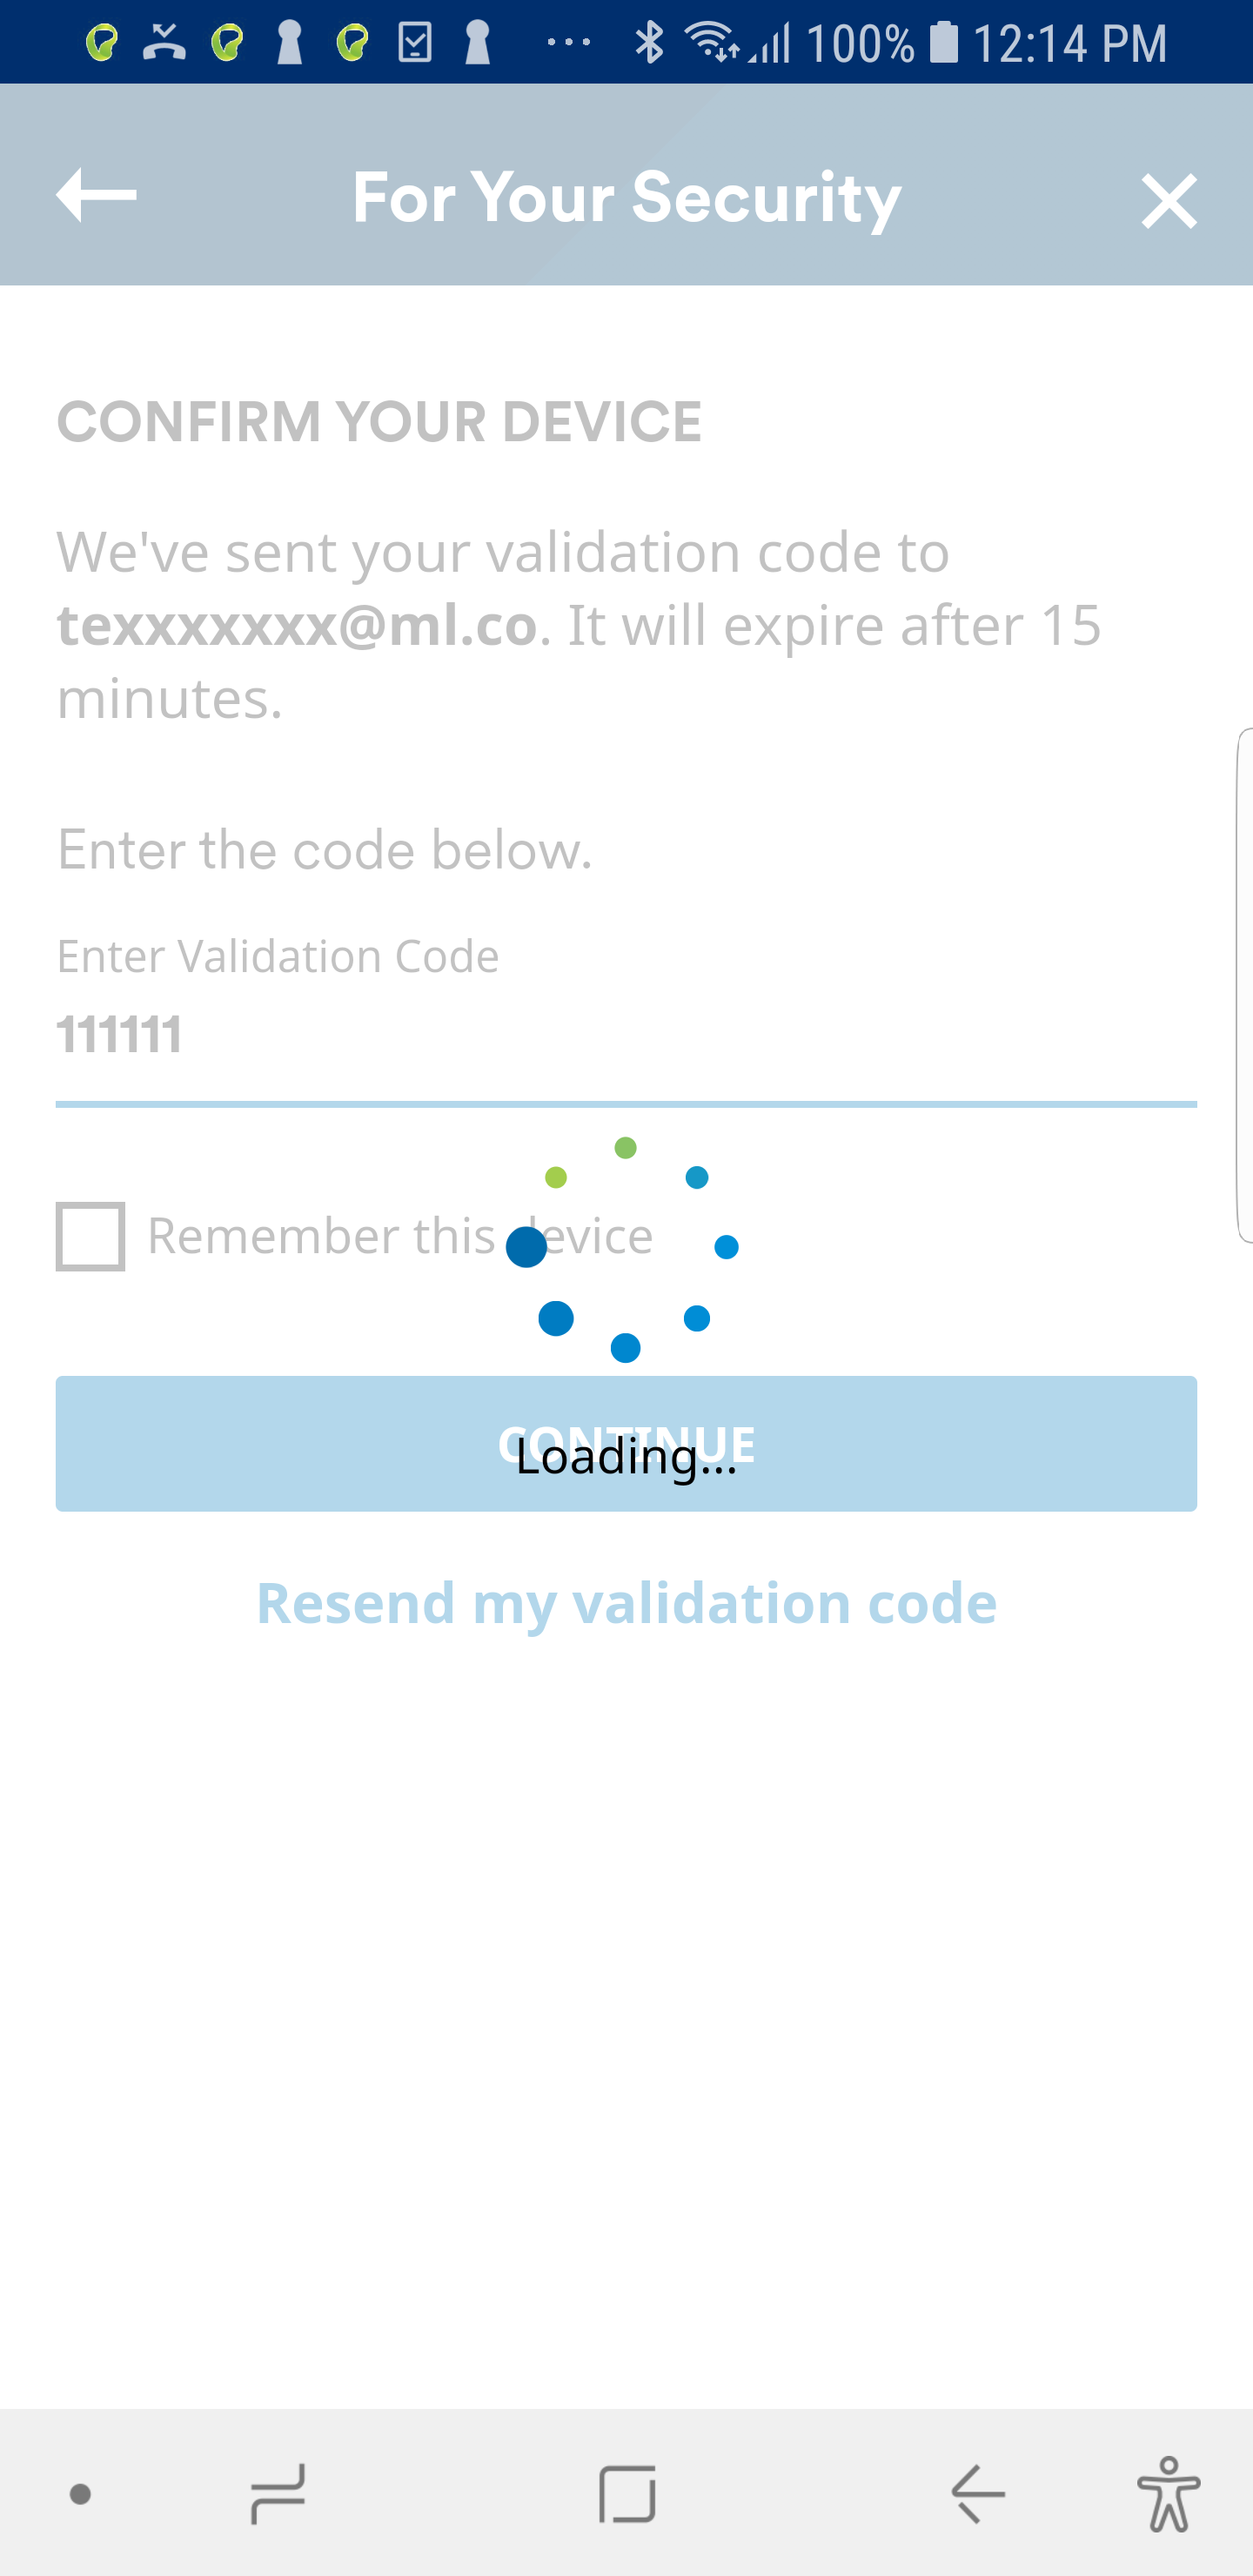 100% 12:14 PM
For Your Security
CONFIRM YOUR DEVICE
We've sent your validation code to
texxxxxxx@ml.co. It will expire after 15
minutes.
Enter the code below.
Enter Validation Code
111111
Remember this device
CONTINUE
Loading...
Resend my validation code